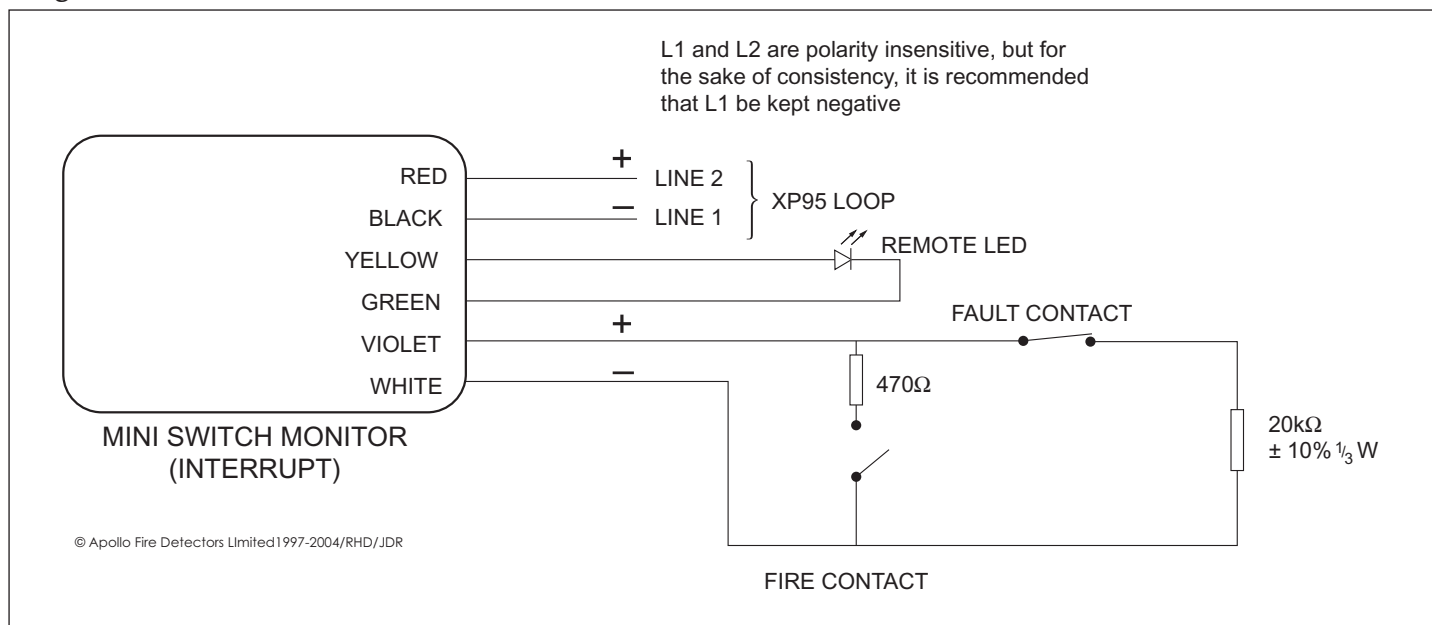 L1 and L2 are polarity insensitive, but for
the sake of consistency, it is recommended
that L1 be kept negative
RED
+
LINE 2
BLACK
–
LINE 1
XP95 LOOP
YELLOW
REMOTE LED
GREEN
FAULT CONTACT
VIOLET
+
WHITE
–
470Ω
20kΩ
± 10% 1/3 W
MINI SWITCH MONITOR
(INTERRUPT)
© Apollo Fire Detectors LImited1997-2004/RHD/JDR
FIRE CONTACT